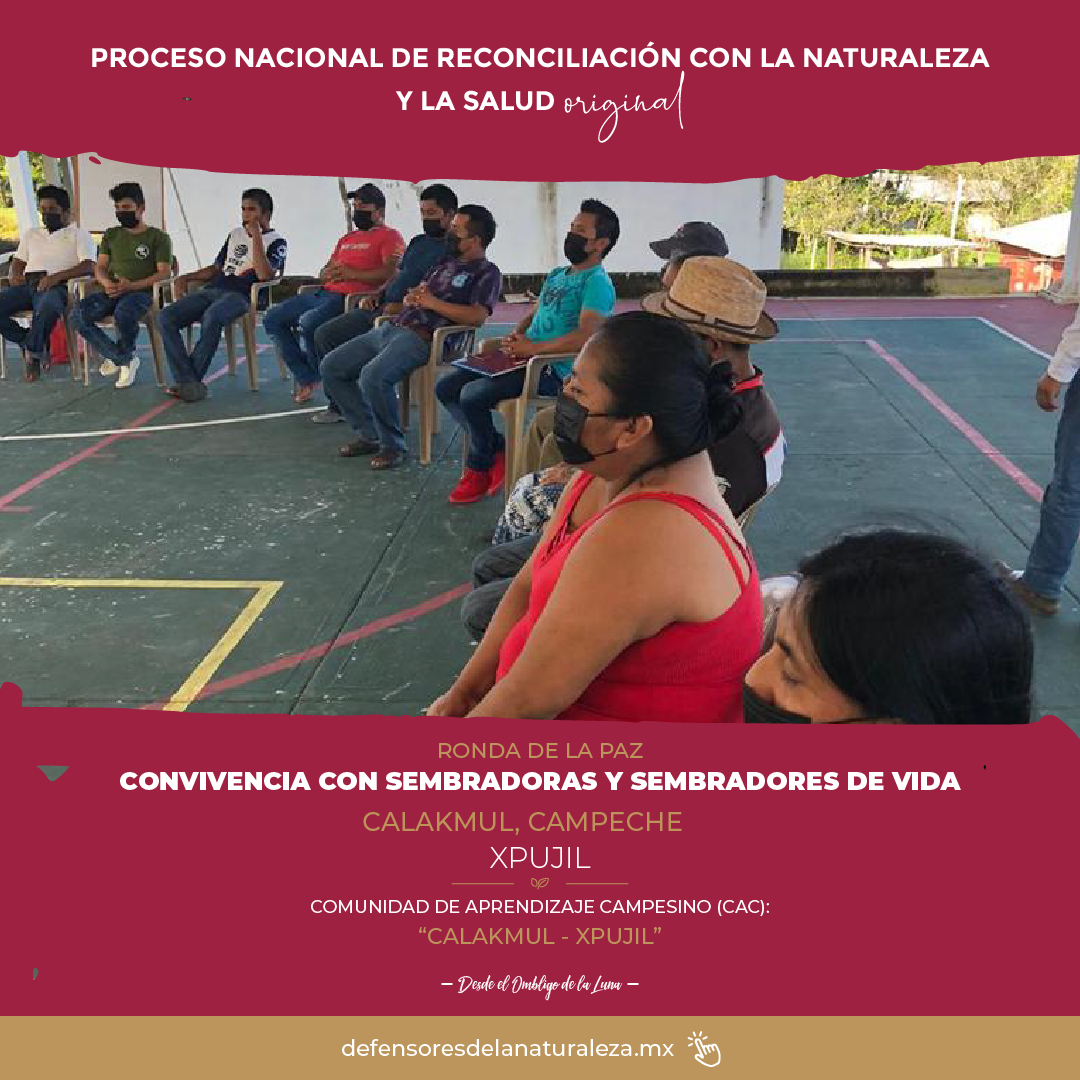 PROCESO NACIONAL DE RECONCILIACIÓN CON LA NATURALEZA
Y LA SALUD original
RONDA DE LA PAZ
CONVIVENCIA CON SEMBRADORAS Y SEMBRADORES DE VIDA
CALAKMUL, CAMPECHE
XPUJIL
COMUNIDAD DE APRENDIZAJE CAMPESINO (CAC):
“CALAKMUL - XPUJIL”
— Desde el Ombligo de la Luna —
defensoresdelanaturaleza.mx